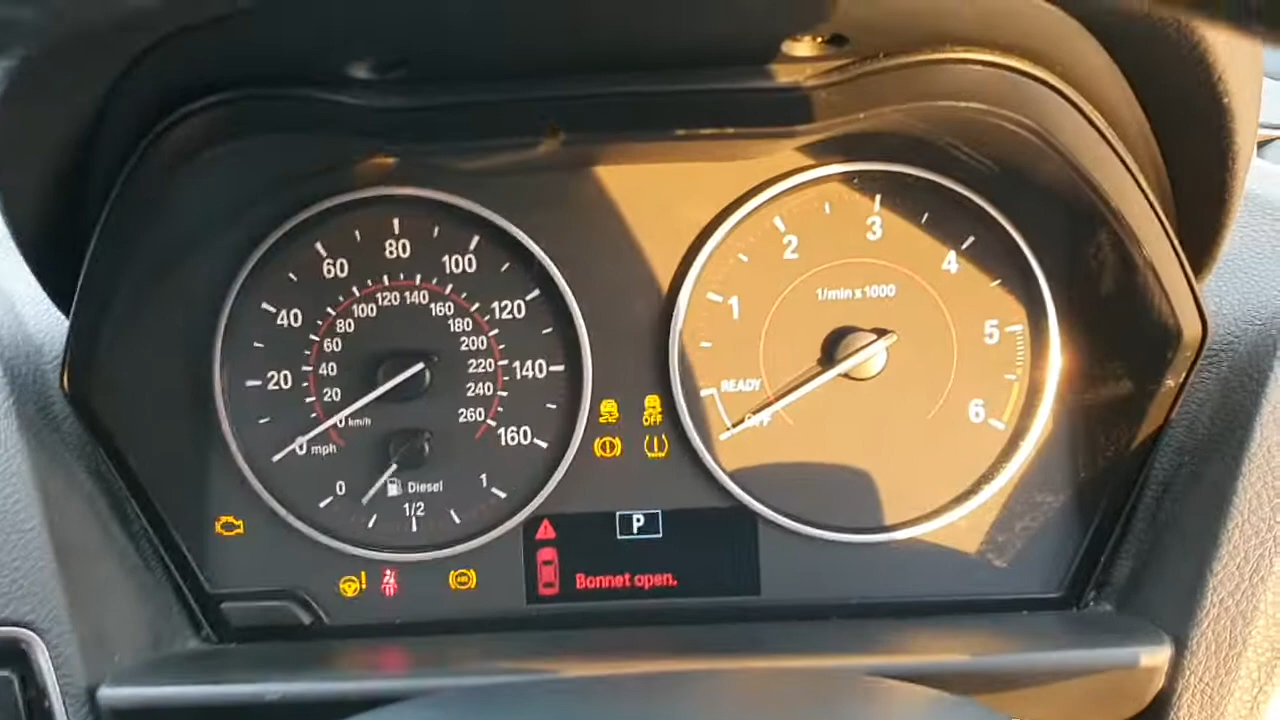 20 40 60 80 100 120 140 160
20 40 60 80 100 120 140 160 180 200 220 240 260
0 km/h
0 mph
0 1/2 1
Diesel
1 2 3 4 5 6
1/min x 1000
READY
OFF
OFF
ABS
P
Bonnet open.